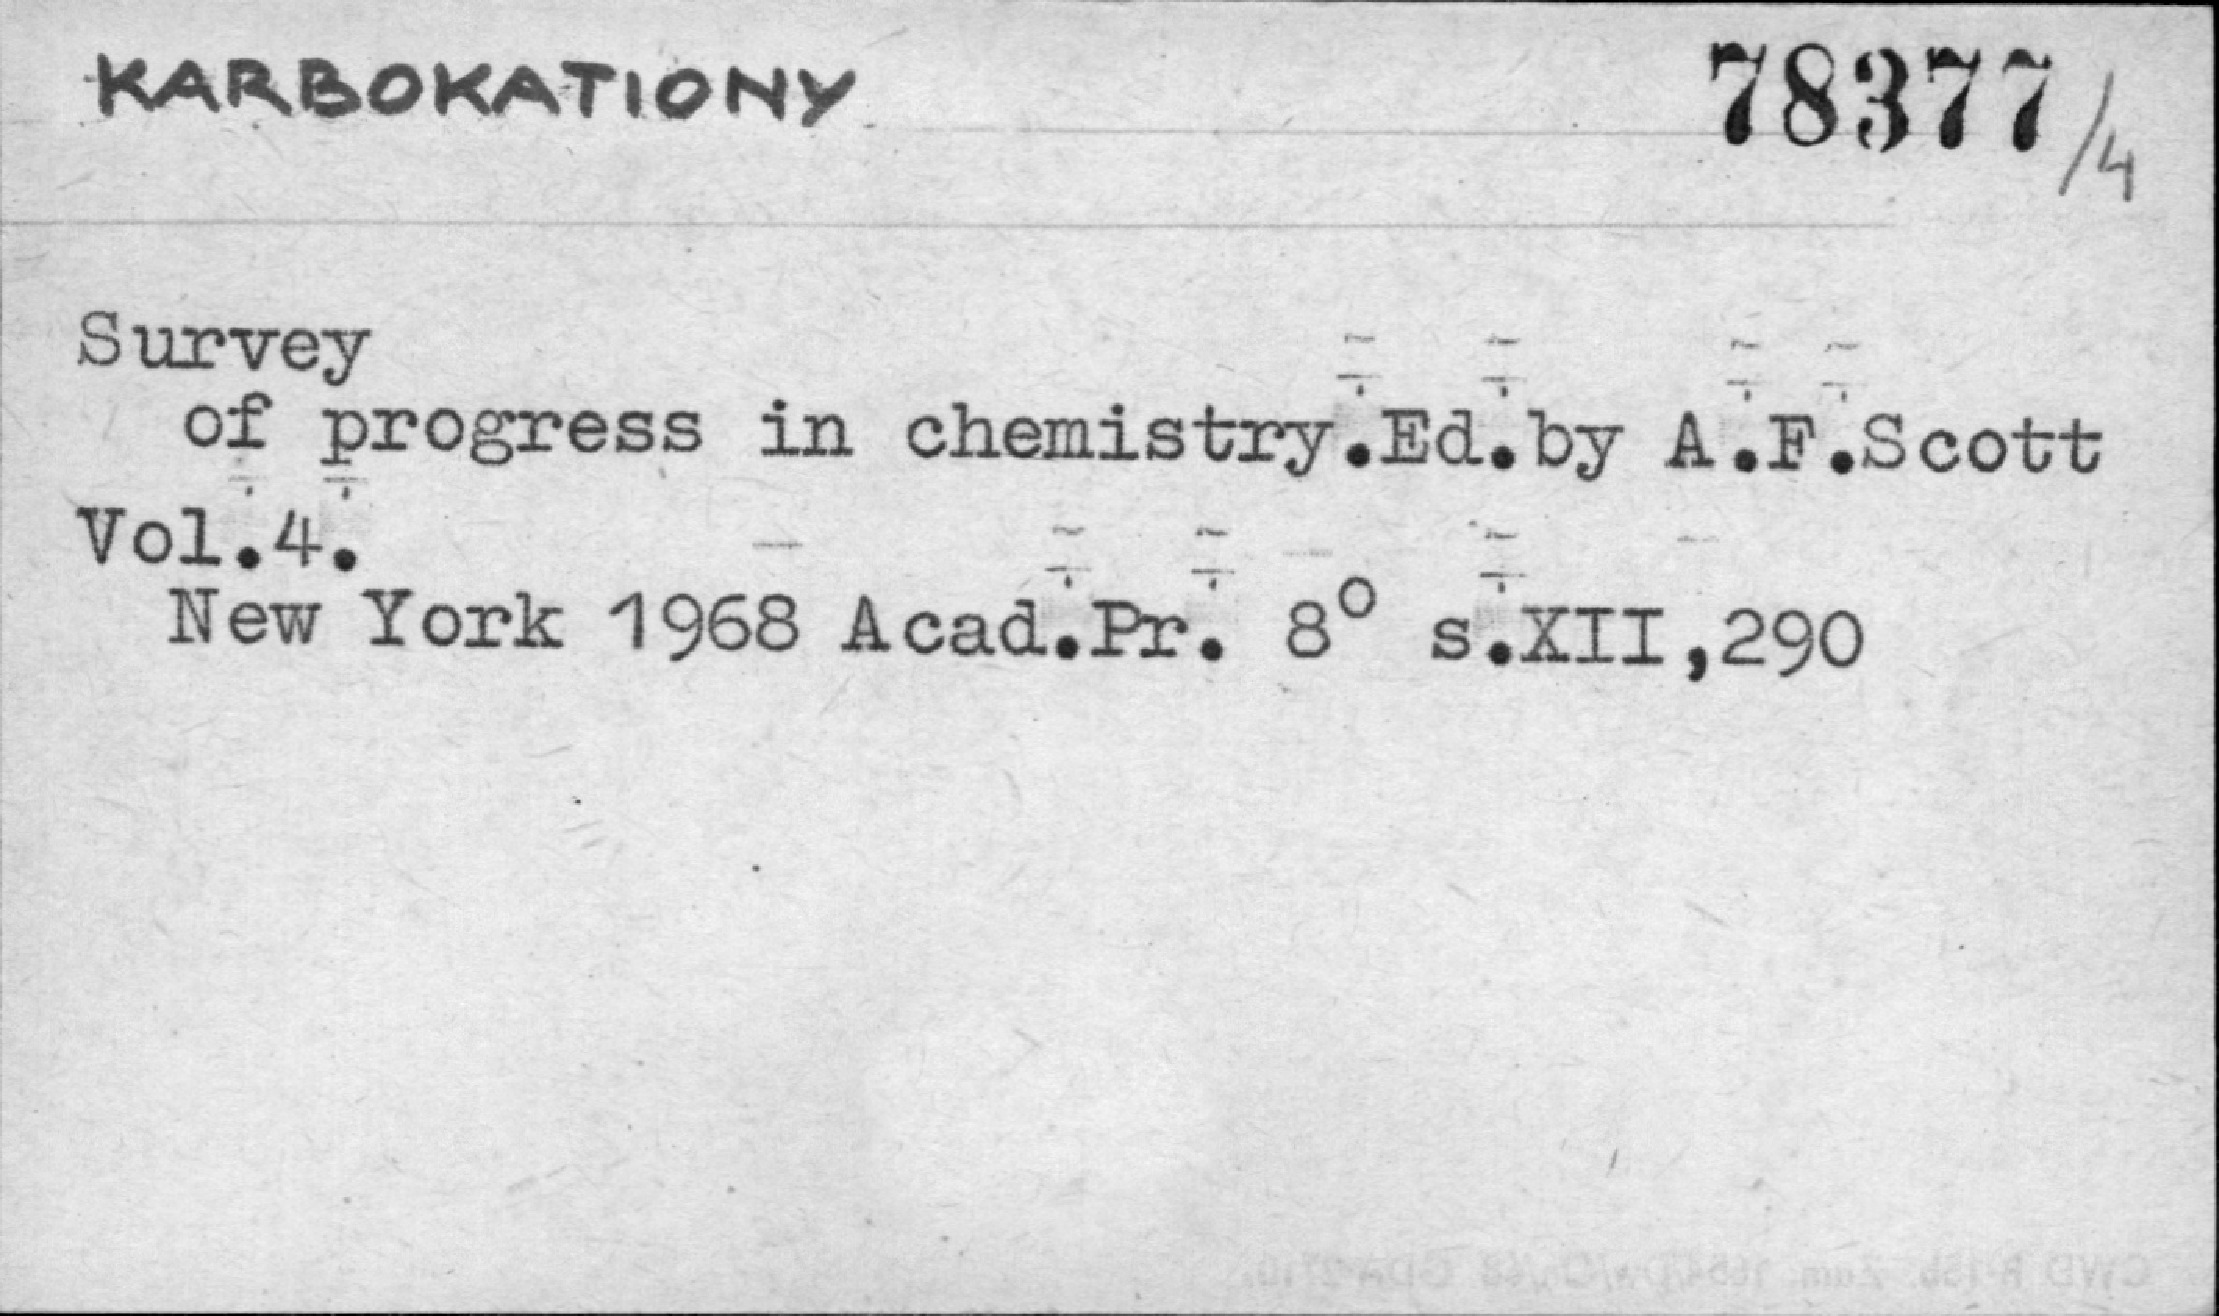 KARBOKATIONY 78377/4
Survey
of progress in chemistry.Ed.by A.F.Scott
Vol.4.
New York 1968 Acad.Pr. 8° s.XII,290